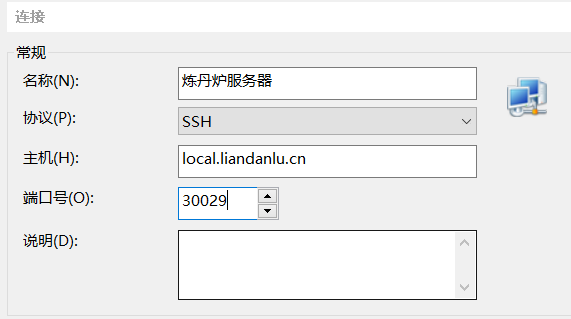 连接
常规
名称(N):
炼丹炉服务器
协议(P):
SSH
主机(H):
local.liandanlu.cn
端口号(O):
30029
说明(D):